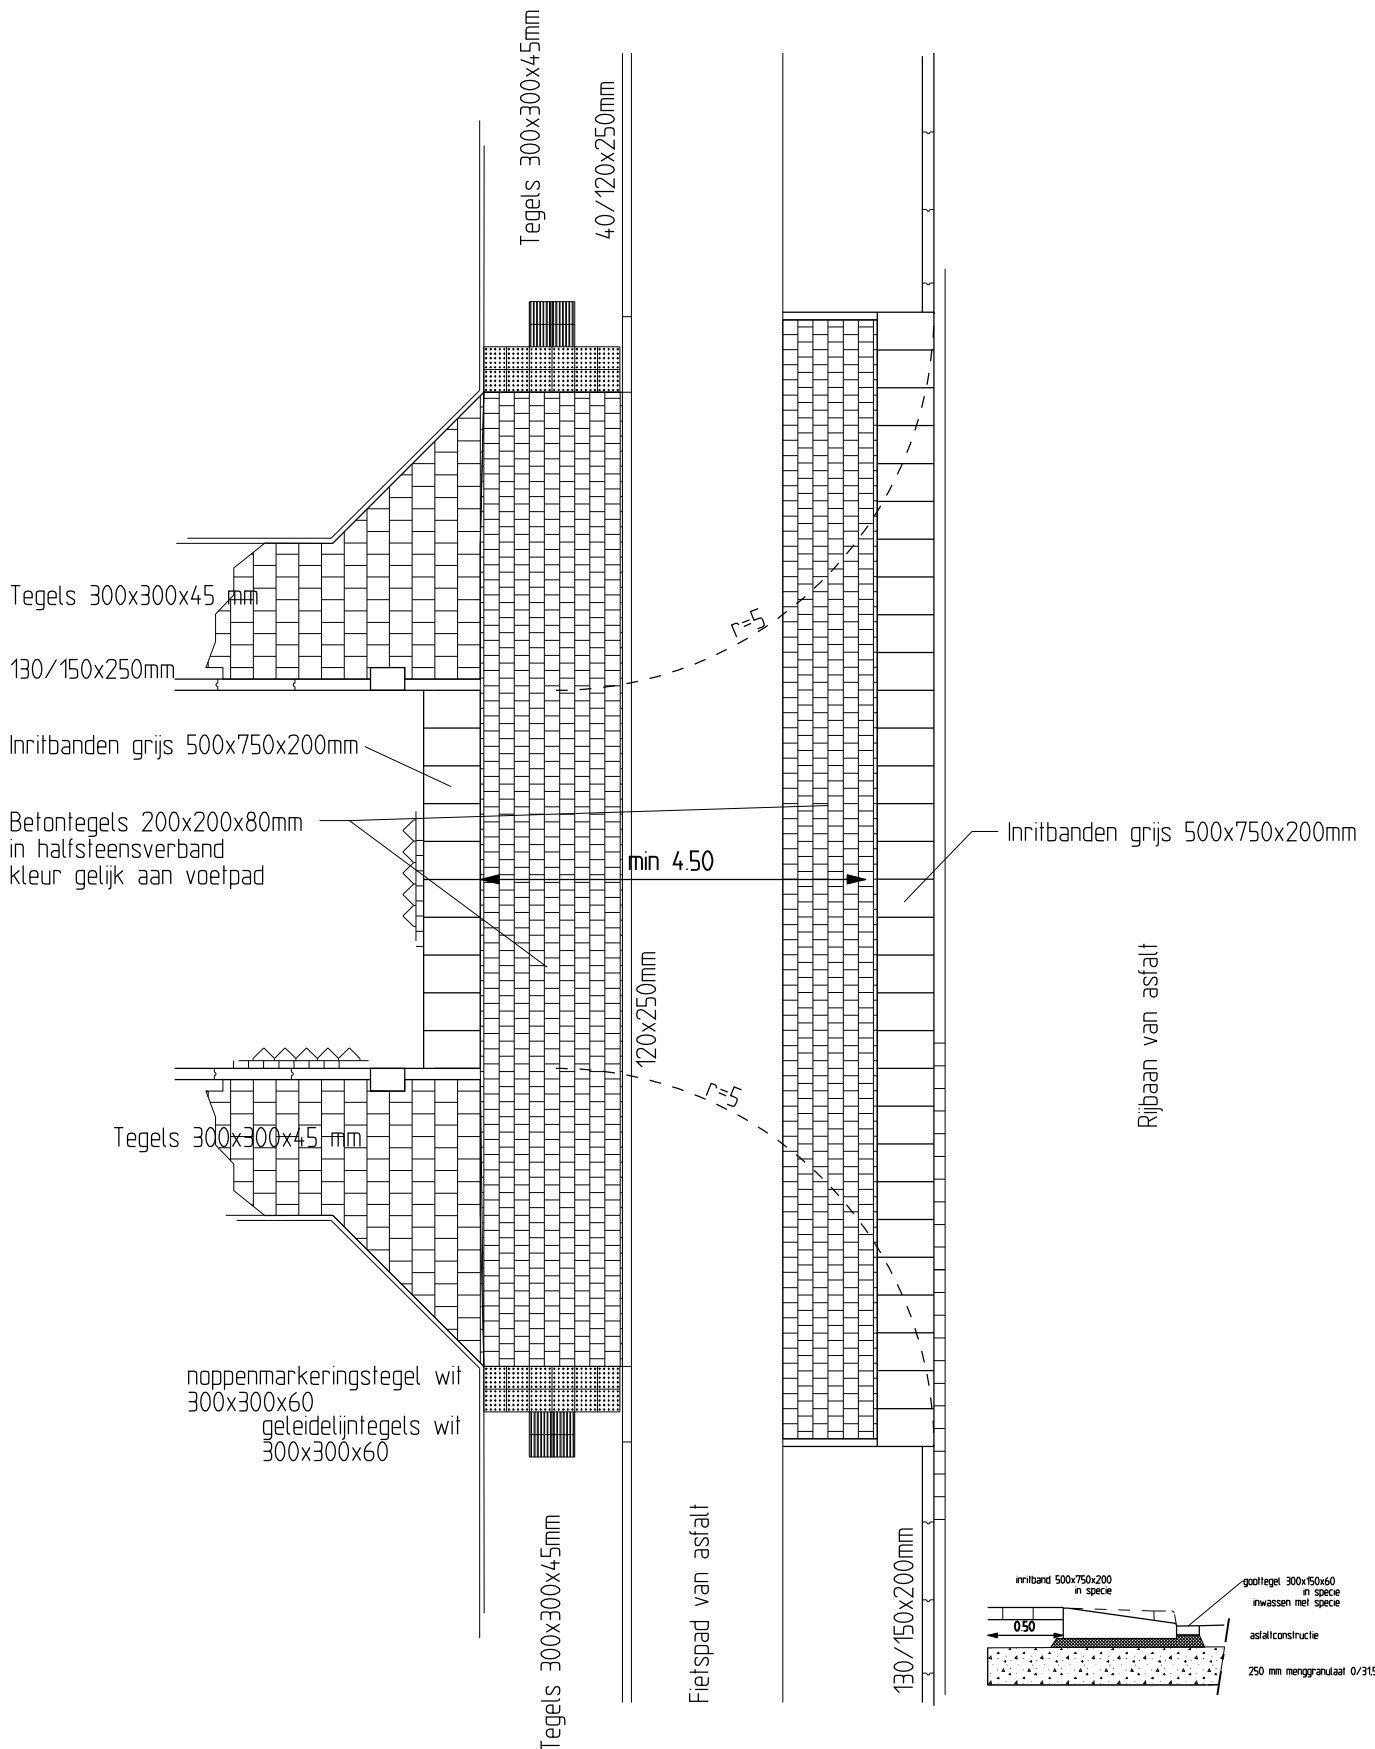 Tegels 300x300x45mm
40/120x250mm
Tegels 300x300x45 mm
r=5
130/150x250mm
Inritbanden grijs 500x750x200mm
Betontegels 200x200x80mm
in halfsteensverband
kleur gelijk aan voetpad
Inritbanden grijs 500x750x200mm
min 4.50
120x250mm
Rijbaan van asfalt
r=5
Tegels 300x300x45 mm
noppenmarkeringstegel wit
300x300x60
geleidelijntegels wit
300x300x60
Tegels 300x300x45mm
Fietspad van asfalt
130/150x200mm
inritband 500x750x200
in specie
goottegel 300x150x60
in specie
inwassen met specie
0.50
asfaltconstructie
250 mm menggranulaat 0/31.5